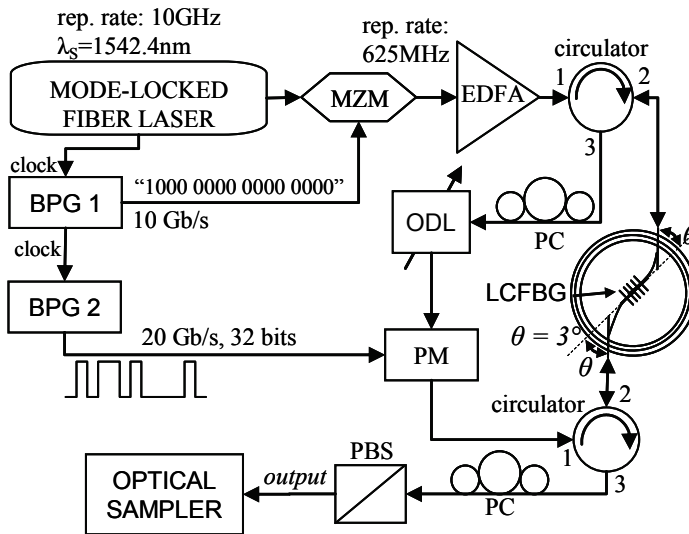 rep. rate: 10GHz
λS=1542.4nm
MODE-LOCKED
FIBER LASER
MZM
rep. rate:
625MHz
EDFA
circulator
1
2
3
clock
BPG 1
"1000 0000 0000 0000"
10 Gb/s
ODL
PC
clock
BPG 2
20 Gb/s, 32 bits
PM
LCFBG
θ
θ = 3°
θ
circulator
2
1
3
PBS
PC
output
OPTICAL
SAMPLER